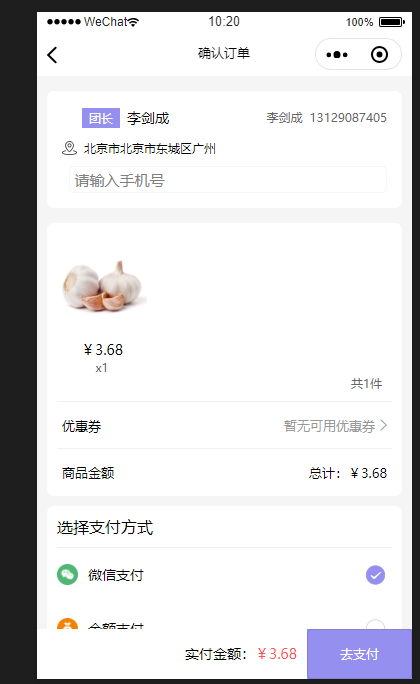 WeChat 10:20 100%
确认订单
团长 李剑成 李剑成 13129087405
北京市北京市东城区广州
请输入手机号
￥3.68
x1
共1件
优惠券 暂无可用优惠券
商品金额 总计：￥3.68
选择支付方式
微信支付
余额支付
实付金额：￥3.68 去支付